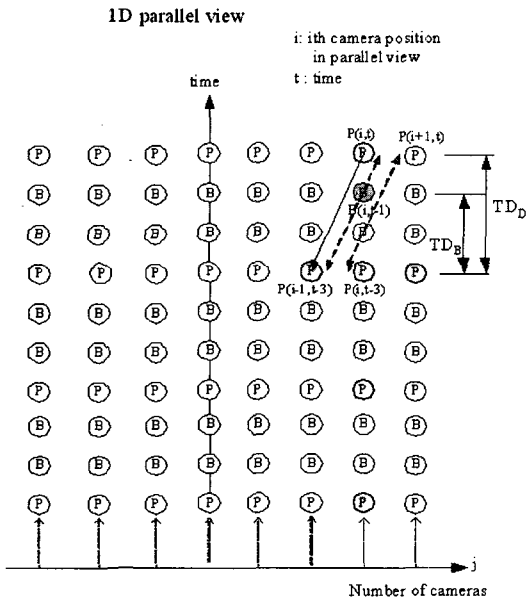 1D parallel view
i: ith camera position
in parallel view
t : time
time
P(i,t)
P(i+1,t)
P P P P P P P P
B B B B B B B B
P(i,t-1)
B B B B B B B B
TD_D
TD_B
P P P P P P P P
P(i-1,t-3)
P(i,t-3)
B B B B B B B B
B B B B B B B B
P P P P P P P P
B B B B B B B B
B B B B B B B B
P P P P P P P P
j
Number of cameras